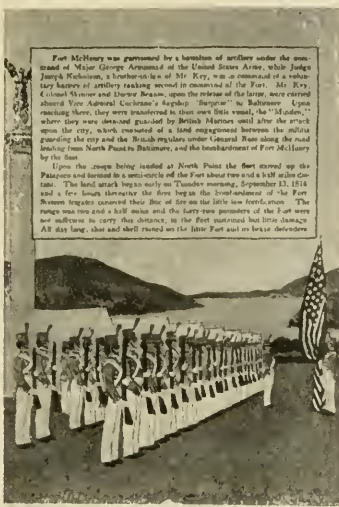 Fort McHenry was garrisoned by a battalion of artillery under the com-
mand of Major George Armistead of the United States Army, while Judge
Joseph Nicholson, a brother-in-law of Mr. Key, was in command of a volun-
tary battery of artillery ranking second in command of the Fort. Mr. Key,
Colonel Skinner and Doctor Beanes, upon the release of the latter, were carried
aboard Vice Admiral Cochrane's flagship "Surprise" to Baltimore. Upon
reaching there, they were transferred to their own little vessel, the "Minden,"
where they were detained and guarded by British Marines until after the attack
upon the city, which consisted of a land engagement between the militia
guarding the city and the British regulars under General Ross along the road
leading from North Point to Baltimore, and the bombardment of Fort McHenry
by the fleet.
Upon the troops being landed at North Point the fleet moved up the
Patapsco and formed in a semi-circle off the Fort about two and a half miles dis-
tant. The land attack began early on Tuesday morning, September 13, 1814
and a few hours thereafter the fleet began the bombardment of the Fort
Sixteen frigates centered their fire on the little low fortification The
range was two and a half miles and the forty-two pounders of the Fort were
not sufficient to carry this distance, so the Fort sustained but little damage
All day long, shot and shell rained on the little Fort and its brave defenders